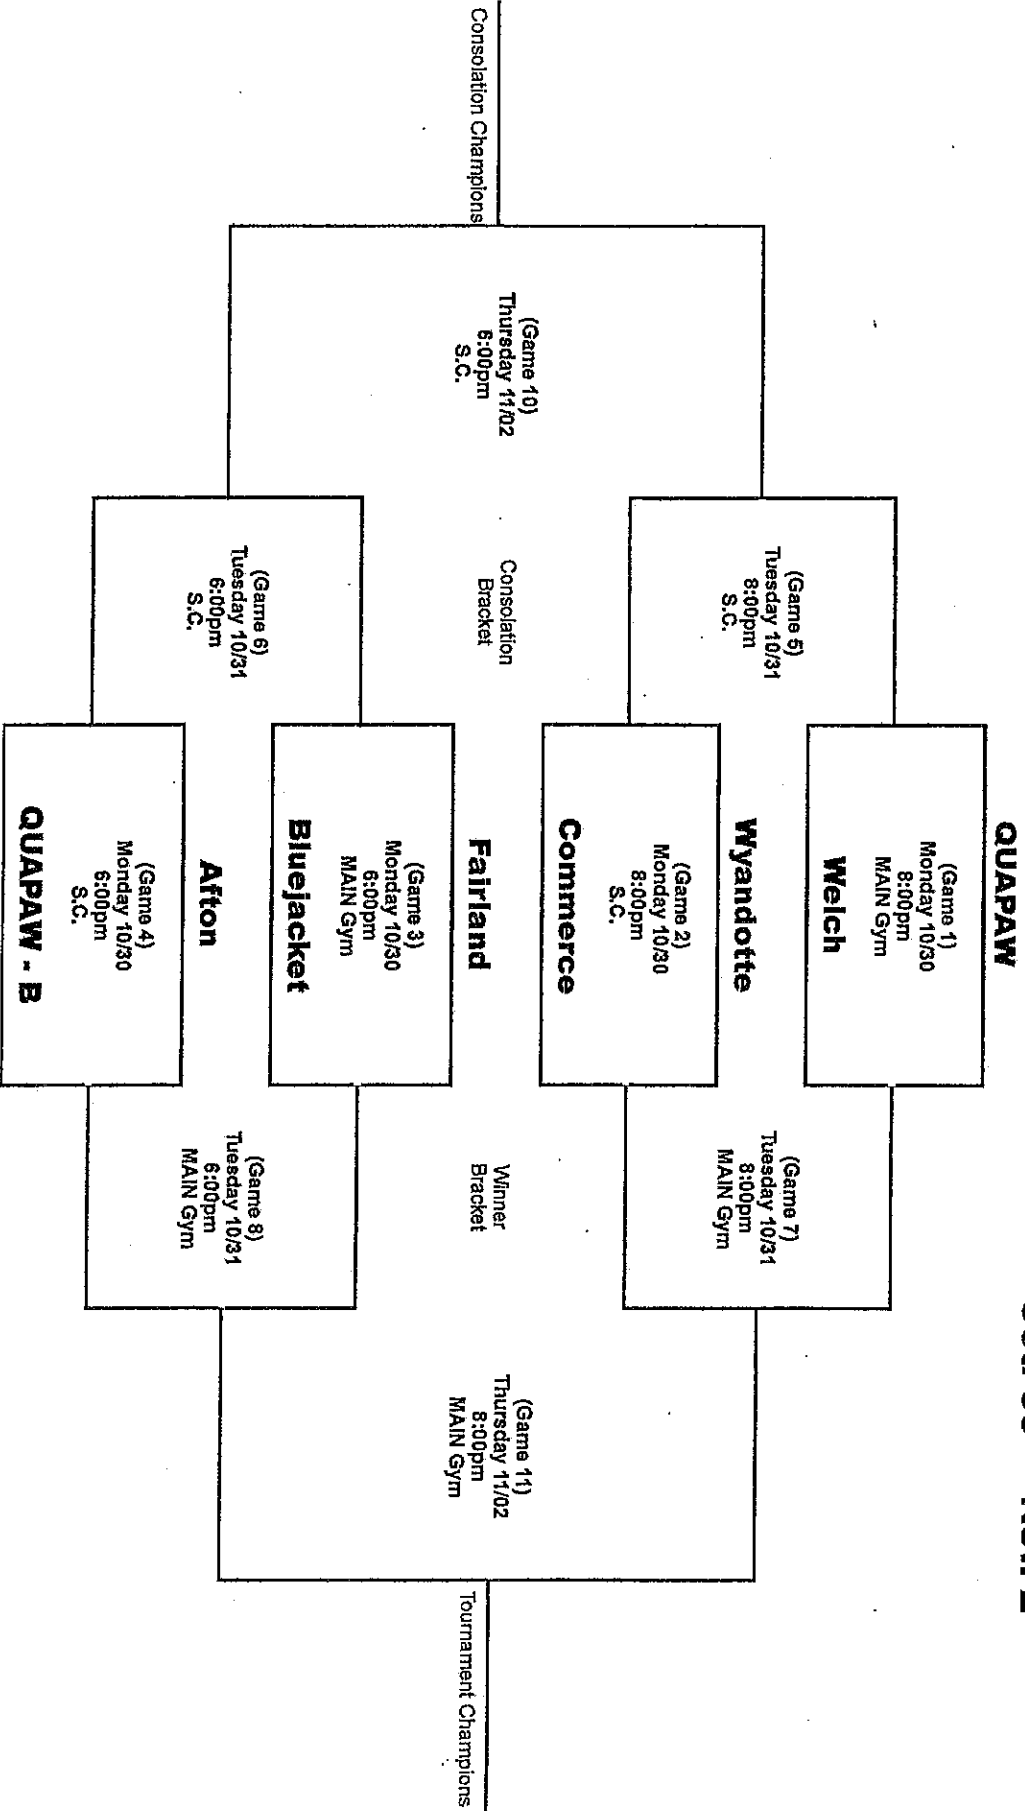 QUAPAW
(Game 1)
Monday 10/30
8:00pm
MAIN Gym
Welch
(Game 5)
Tuesday 10/31
8:00pm
S.C.
(Game 7)
Tuesday 10/31
8:00pm
MAIN Gym
Wyandotte
(Game 2)
Monday 10/30
8:00pm
S.C.
Commerce
Consolation Champions
(Game 10)
Thursday 11/02
6:00pm
S.C.
Consolation
Bracket
Winner
Bracket
(Game 11)
Thursday 11/02
8:00pm
MAIN Gym
Tournament Champions
Fairland
(Game 3)
Monday 10/30
6:00pm
MAIN Gym
Bluejacket
(Game 6)
Tuesday 10/31
6:00pm
S.C.
(Game 8)
Tuesday 10/31
6:00pm
MAIN Gym
Afton
(Game 4)
Monday 10/30
6:00pm
S.C.
QUAPAW - B